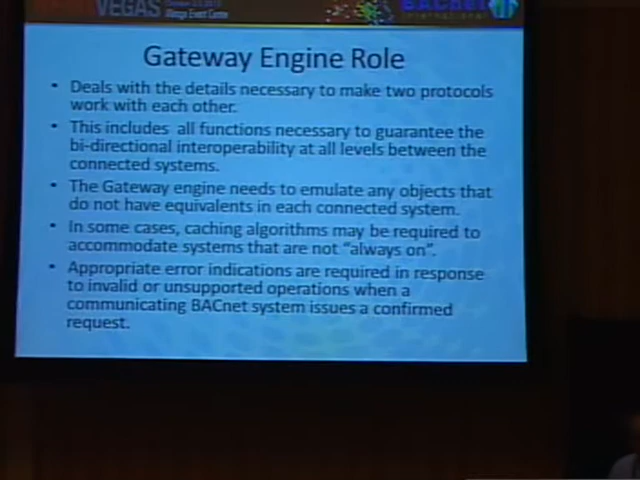 VEGAS
BACnet
International
Gateway Engine Role
• Deals with the details necessary to make two protocols
work with each other.
• This includes all functions necessary to guarantee the
bi-directional interoperability at all levels between the
connected systems.
• The Gateway engine needs to emulate any objects that
do not have equivalents in each connected system.
• In some cases, caching algorithms may be required to
accommodate systems that are not "always on".
• Appropriate error indications are required in response
to invalid or unsupported operations when a
communicating BACnet system issues a confirmed
request.